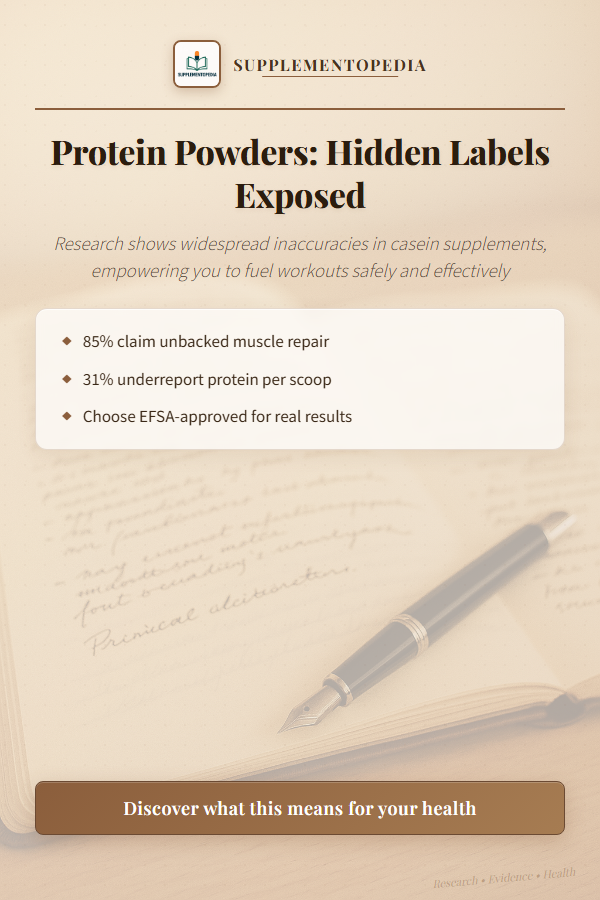 SUPPLEMENTOPEDIA
SUPPLEMENTOPEDIA
Protein Powders: Hidden Labels
Exposed
Research shows widespread inaccuracies in casein supplements,
empowering you to fuel workouts safely and effectively
◆ 85% claim unbacked muscle repair
◆ 31% underreport protein per scoop
◆ Choose EFSA-approved for real results
Discover what this means for your health
Research • Evidence • Health